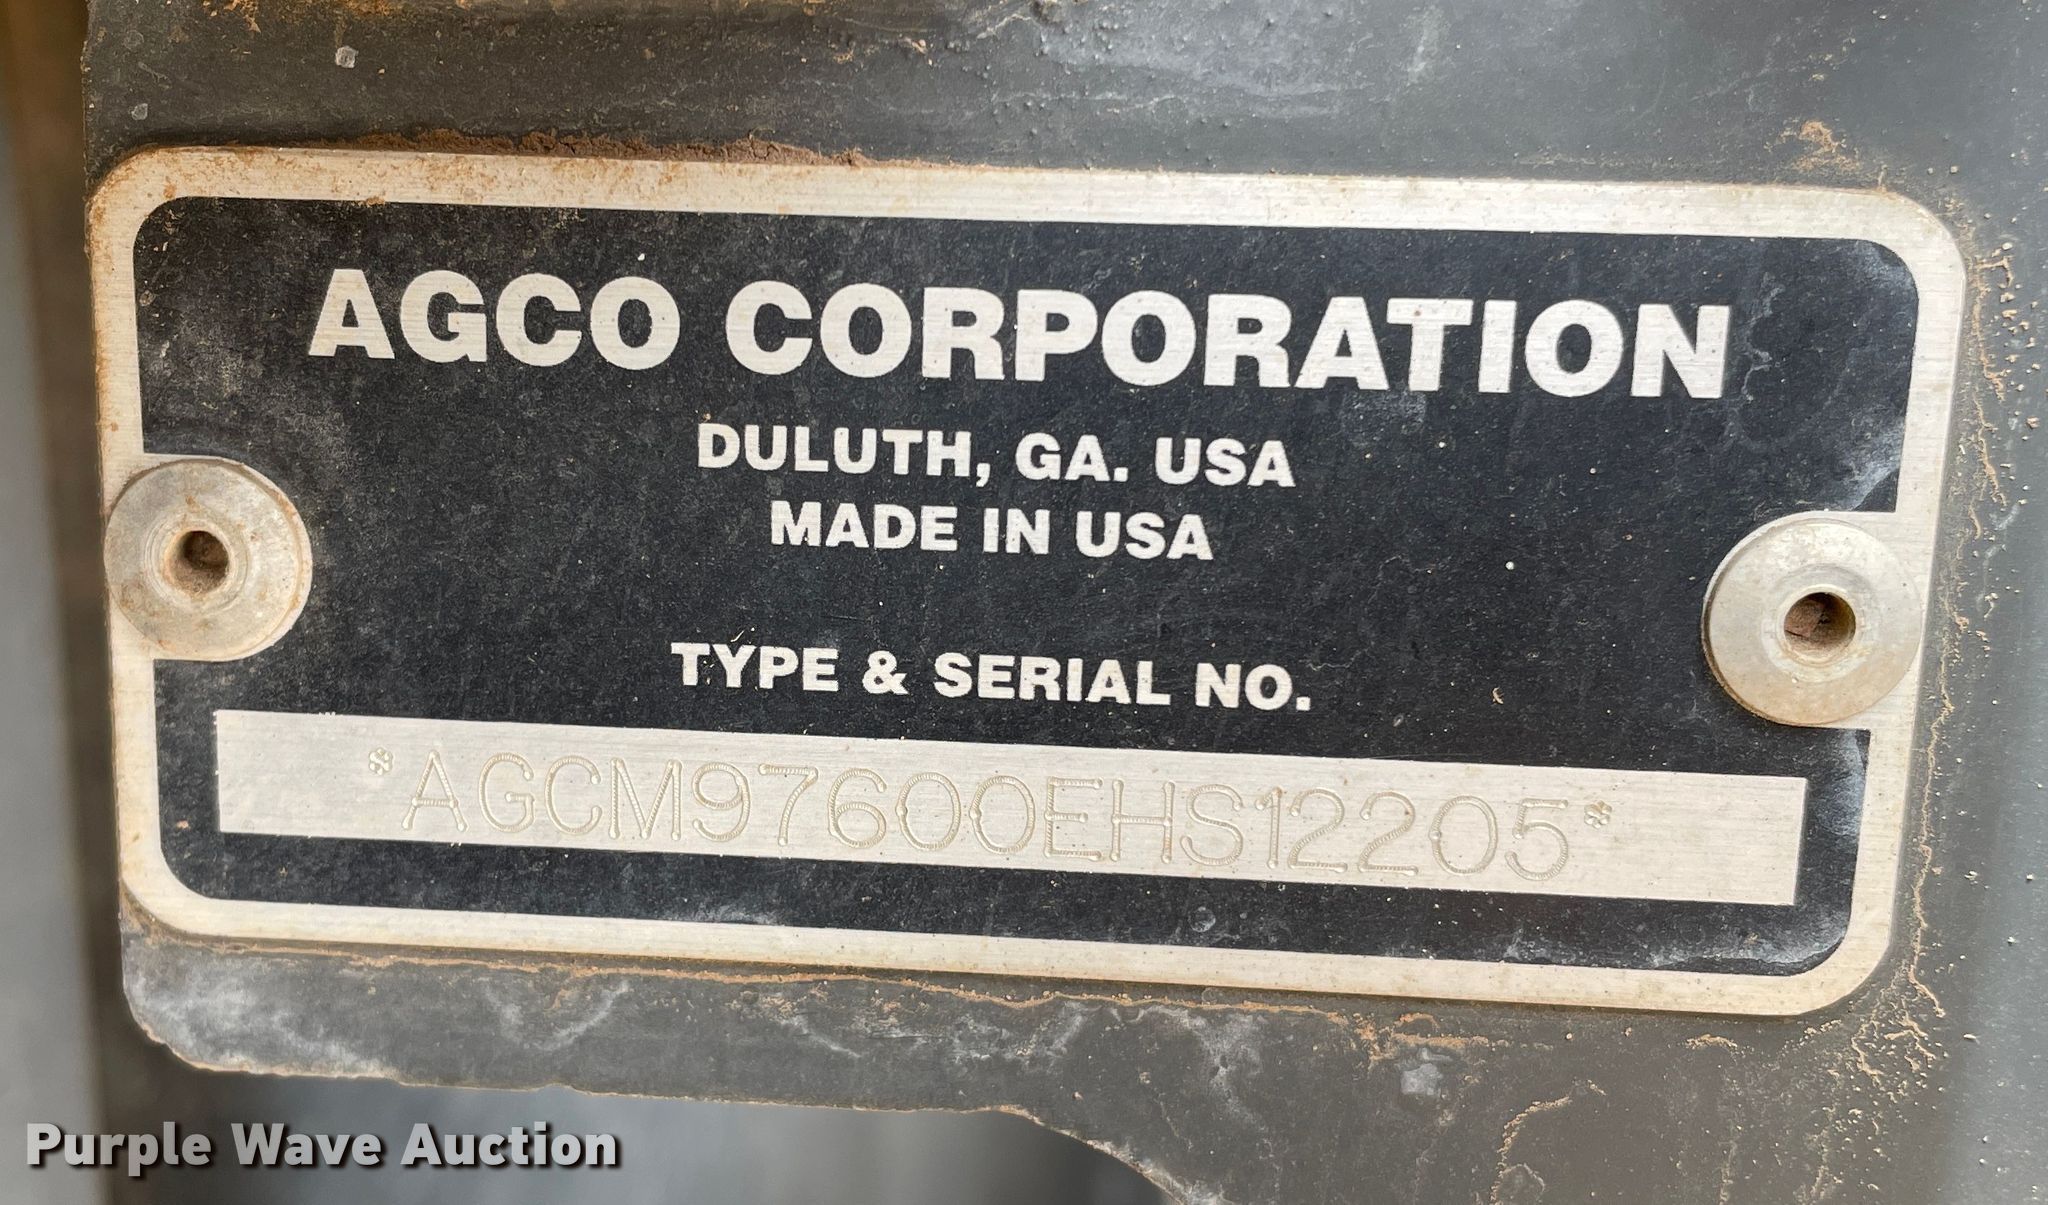 AGCO CORPORATION
DULUTH, GA. USA
MADE IN USA
TYPE & SERIAL NO.
*AGCM97600EHS12205*
Purple Wave Auction